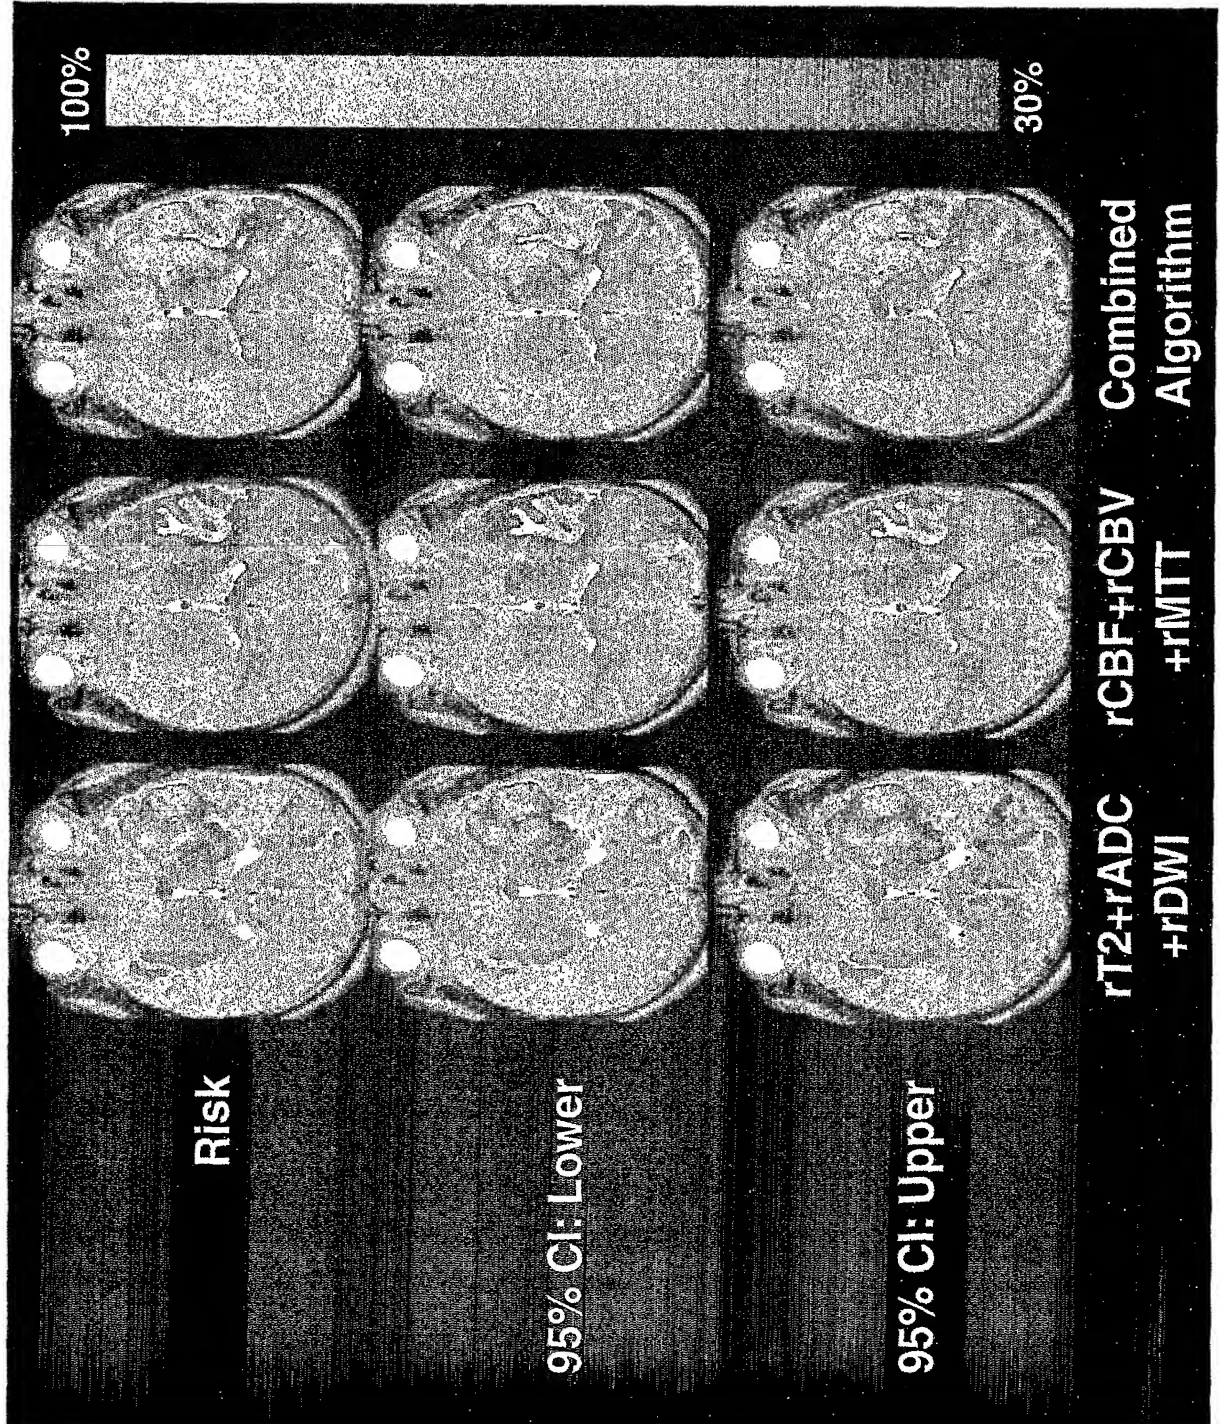 100%
30%
Combined
Algorithm
rCBF+rCBV
+rMTT
rT2+rADC
+rDWI
Risk
95% CI: Lower
95% CI: Upper